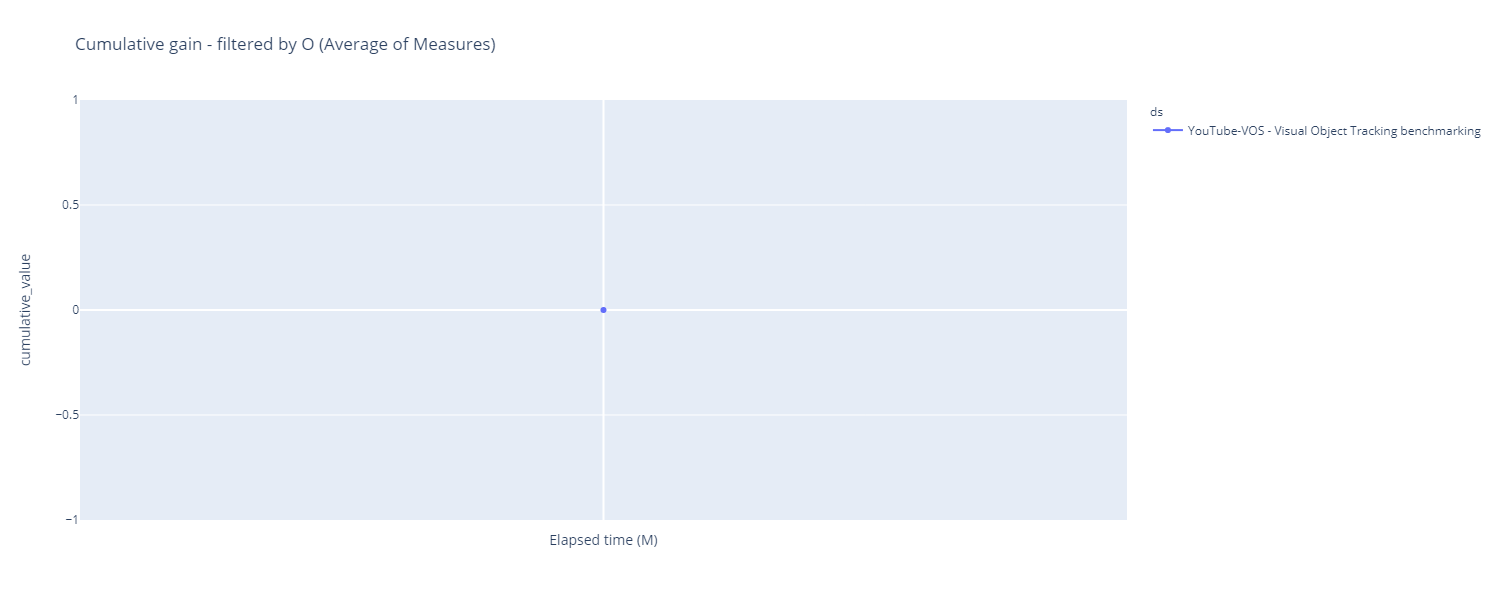 Cumulative gain - filtered by O (Average of Measures)
1
0.5
0
−0.5
−1
cumulative_value
Elapsed time (M)
ds
YouTube-VOS - Visual Object Tracking benchmarking